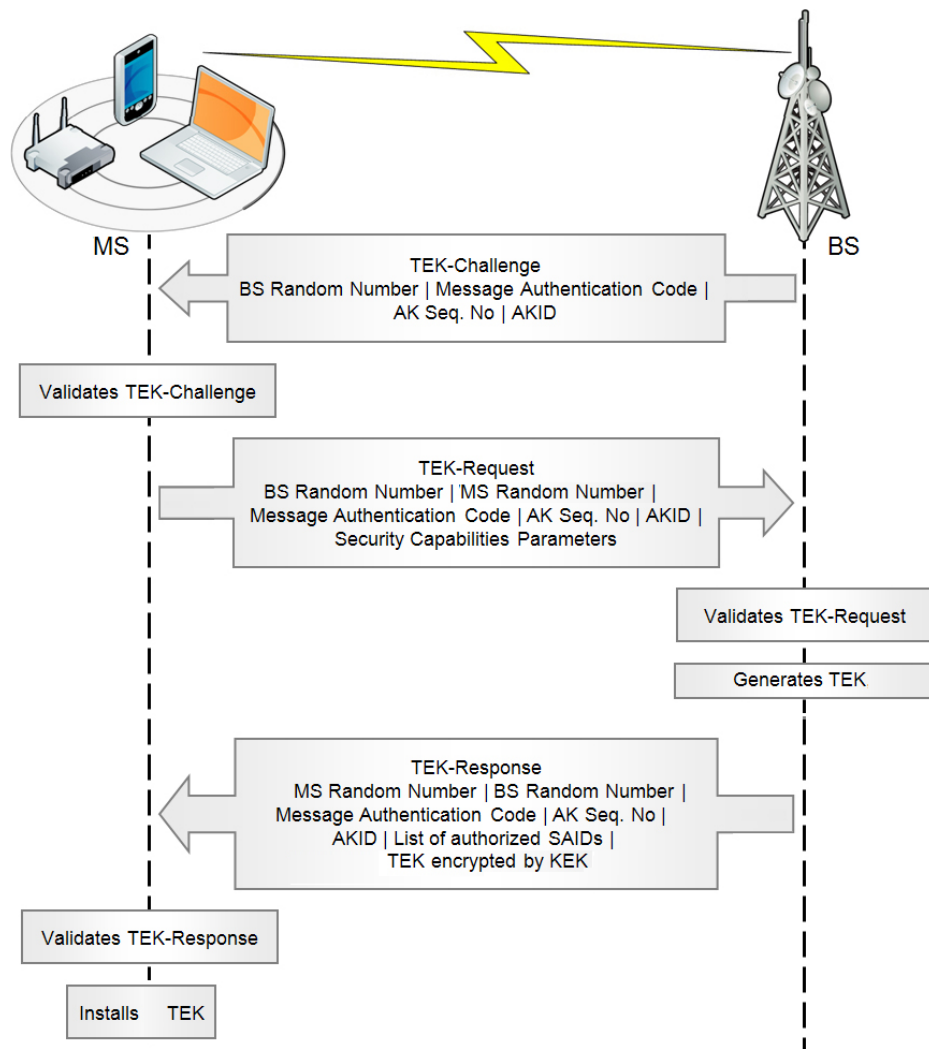 MS
BS
TEK-Challenge
BS Random Number | Message Authentication Code |
AK Seq. No | AKID
Validates TEK-Challenge
TEK-Request
BS Random Number | MS Random Number |
Message Authentication Code | AK Seq. No | AKID |
Security Capabilities Parameters
Validates TEK-Request
Generates TEK
TEK-Response
MS Random Number | BS Random Number |
Message Authentication Code | AK Seq. No |
AKID | List of authorized SAIDs |
TEK encrypted by KEK
Validates TEK-Response
Installs TEK